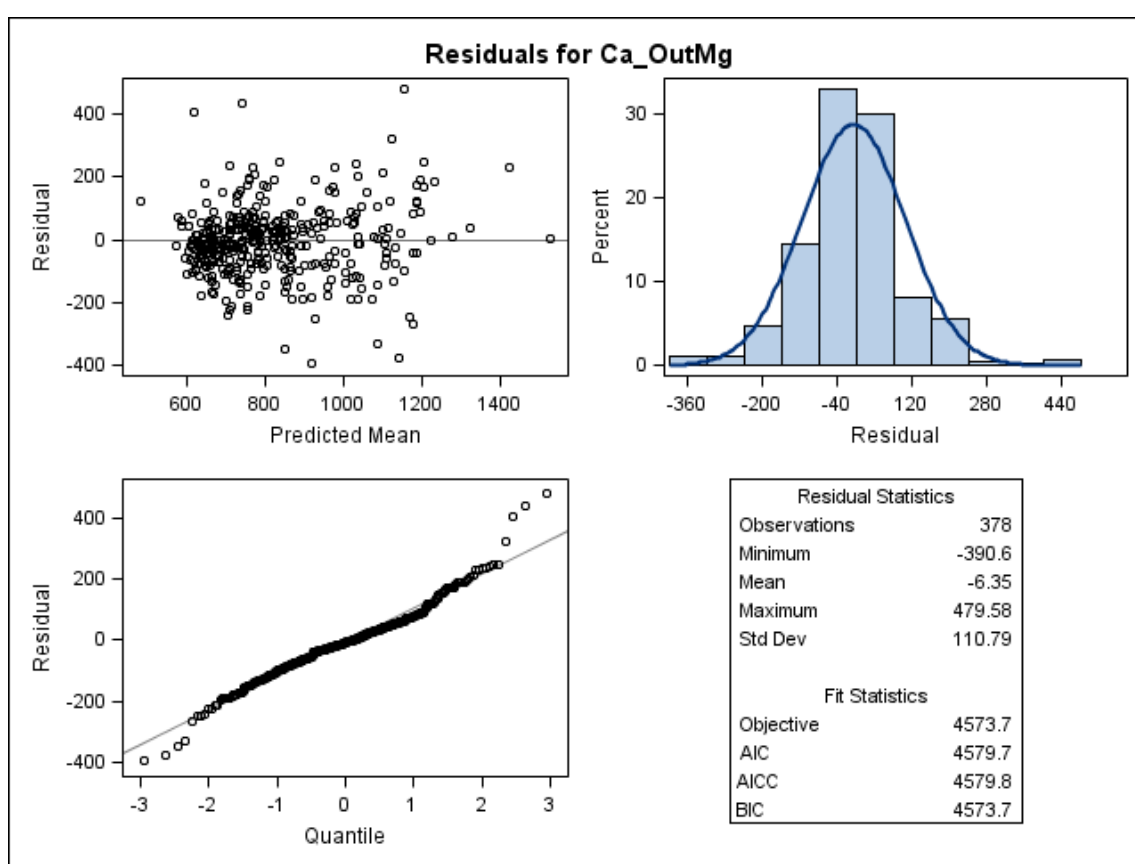 Residuals for Ca_OutMg
400
200
0
-200
-400
Residual
600 800 1000 1200 1400
Predicted Mean
30
20
10
0
Percent
-360 -200 -40 120 280 440
Residual
400
200
0
-200
-400
Residual
-3 -2 -1 0 1 2 3
Quantile
Residual Statistics
Observations 378
Minimum -390.6
Mean -6.35
Maximum 479.58
Std Dev 110.79
Fit Statistics
Objective 4573.7
AIC 4579.7
AICC 4579.8
BIC 4573.7